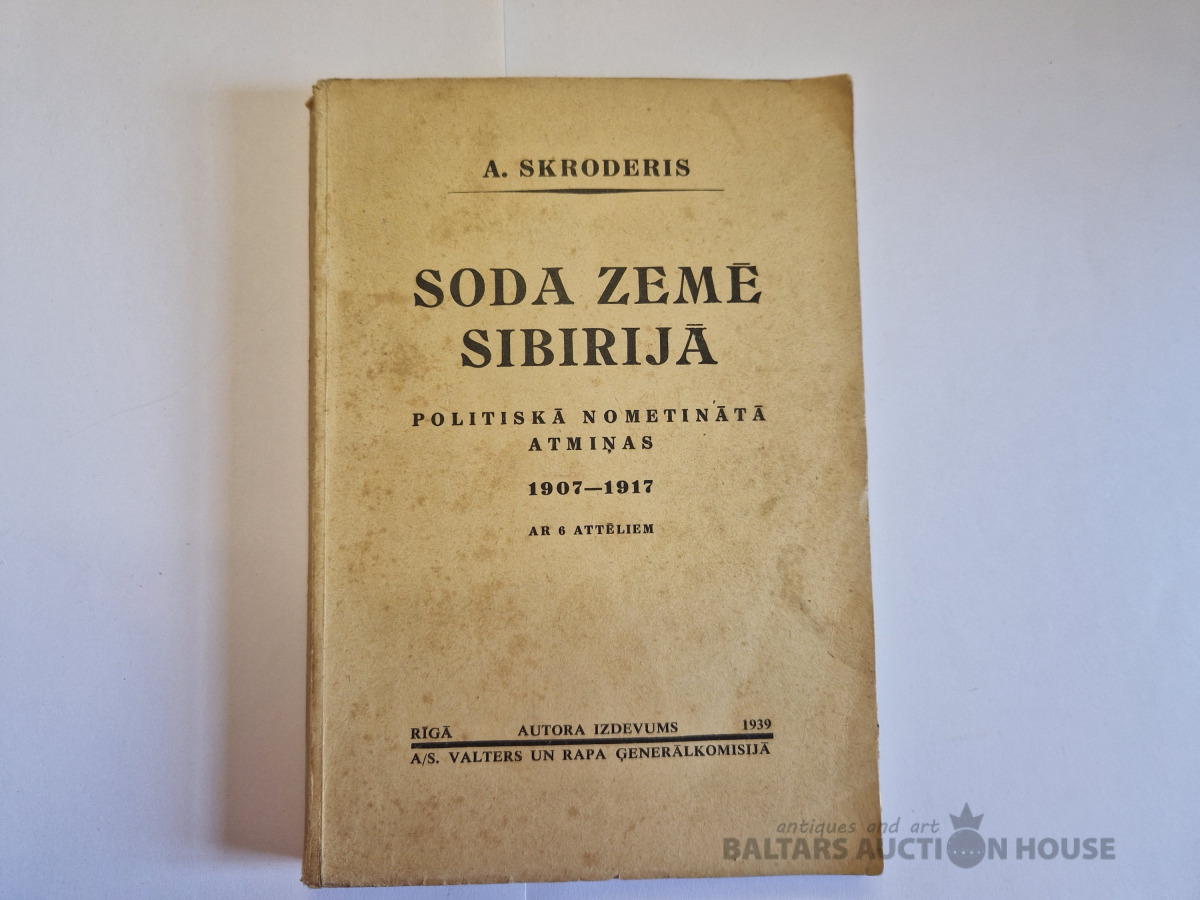 A. SKRODERIS
SODA ZEMĒ
SIBIRIJĀ
POLITISKĀ NOMETINĀTĀ
ATMIŅAS
1907—1917
AR 6 ATTĒLIEM
RĪGĀ AUTORA IZDEVUMS 1939
A/S. VALTERS UN RAPA ĢENERĀLKOMISIJĀ
antiques and art
BALTARS AUCTION HOUSE